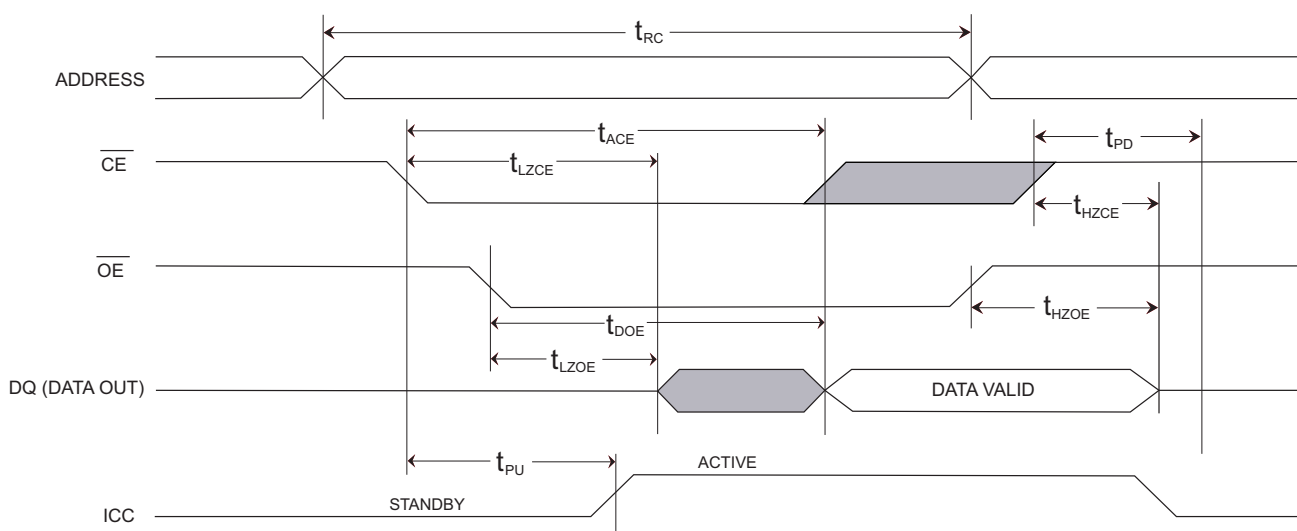 tRC
ADDRESS
tACE
tPD
CE
tLZCE
tHZCE
OE
tHZOE
tDOE
tLZOE
DQ (DATA OUT)
DATA VALID
tPU
ACTIVE
STANDBY
ICC